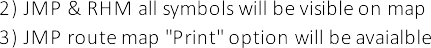 2) JMP & RHM all symbols will be visible on map
3) JMP route map "Print" option will be avaialble